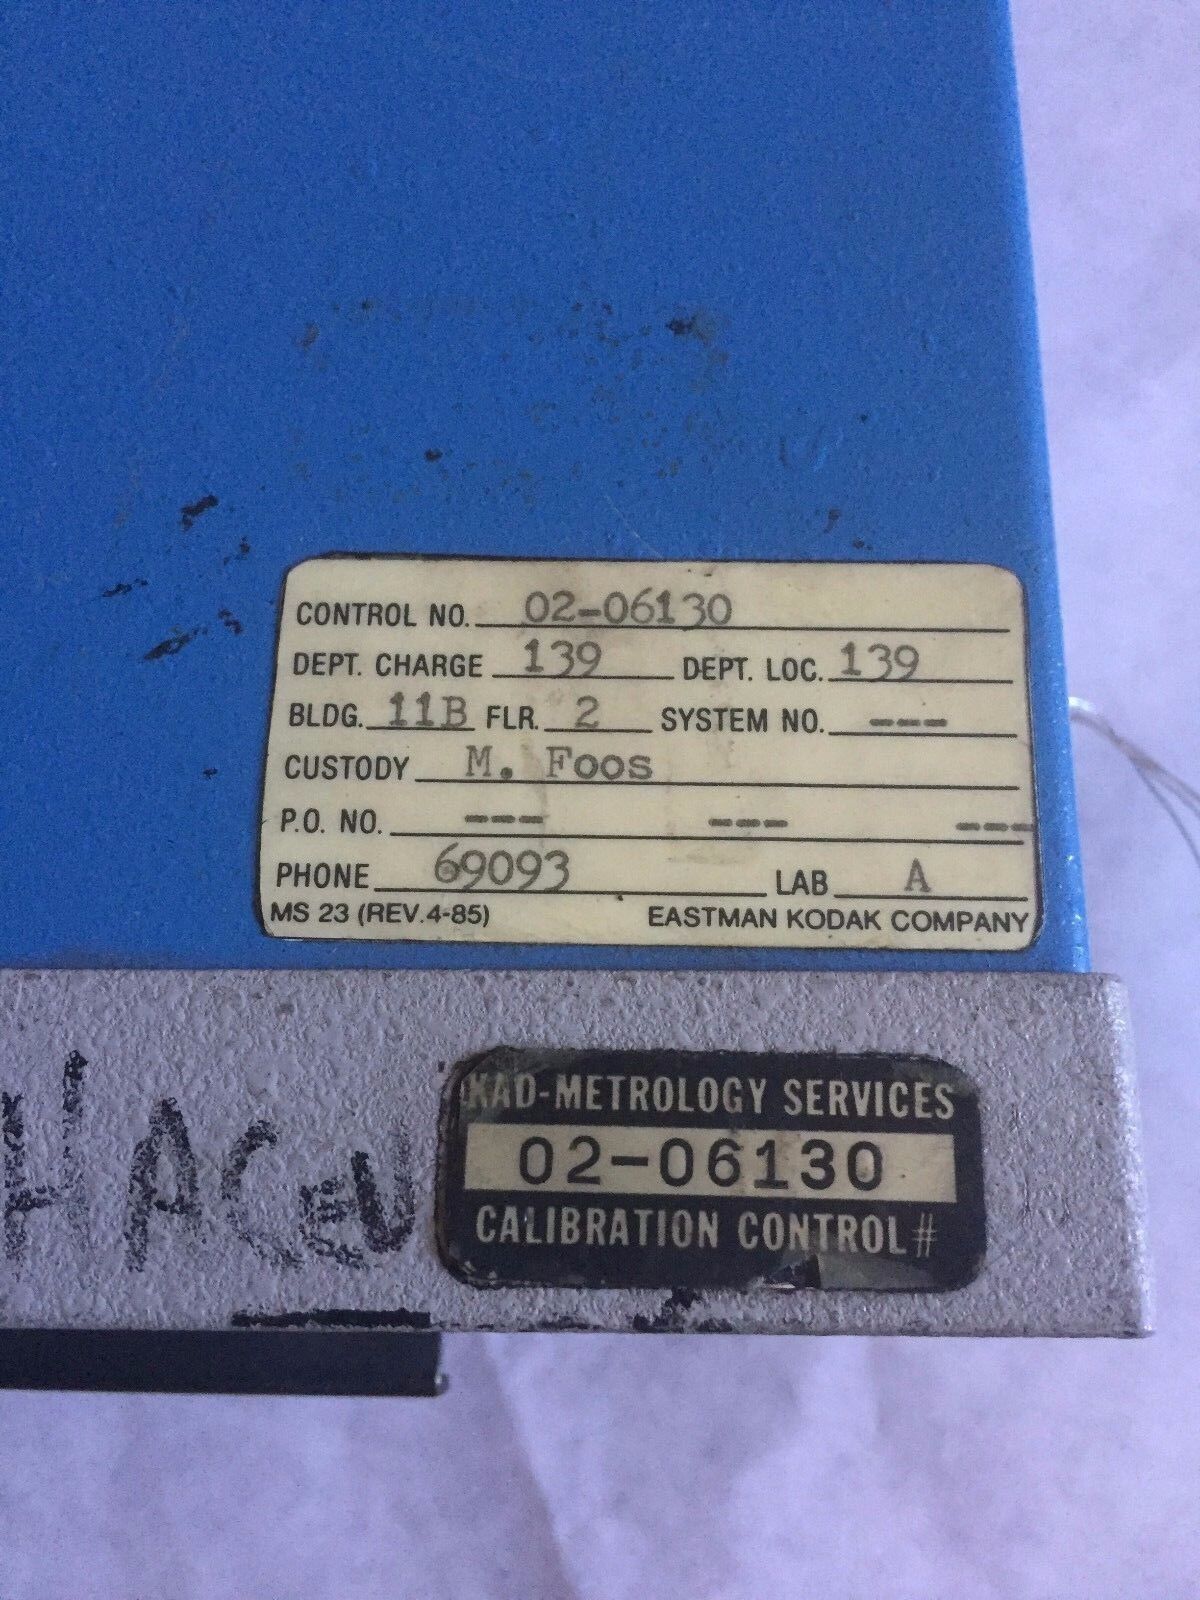 CONTROL NO. 02-06130
DEPT. CHARGE 139 DEPT. LOC. 139
BLDG. 11B FLR. 2 SYSTEM NO. ---
CUSTODY M. Foos
P.O. NO. --- --- ---
PHONE 69093 LAB A
MS 23 (REV.4-85) EASTMAN KODAK COMPANY
KAD-METROLOGY SERVICES
02-06130
CALIBRATION CONTROL #